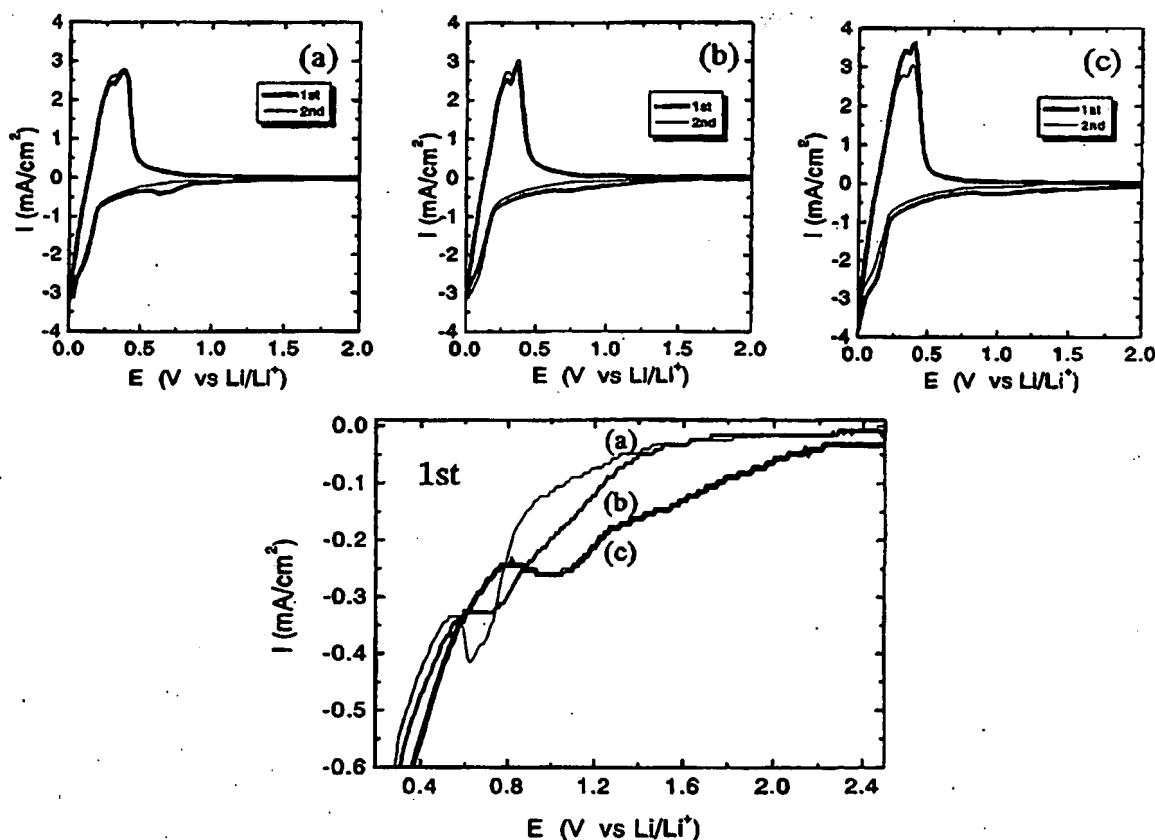 (a)
1st
2nd
I (mA/cm²)
4
3
2
1
0
-1
-2
-3
-4
0.0 0.5 1.0 1.5 2.0
E (V vs Li/Li⁺)
(b)
1st
2nd
I (mA/cm²)
4
3
2
1
0
-1
-2
-3
-4
0.0 0.5 1.0 1.5 2.0
E (V vs Li/Li⁺)
(c)
1st
2nd
I (mA/cm²)
4
3
2
1
0
-1
-2
-3
-4
0.0 0.5 1.0 1.5 2.0
E (V vs Li/Li⁺)
1st
(a)
(b)
(c)
I (mA/cm²)
0.0
-0.1
-0.2
-0.3
-0.4
-0.5
-0.6
0.4 0.8 1.2 1.6 2.0 2.4
E (V vs Li/Li⁺)